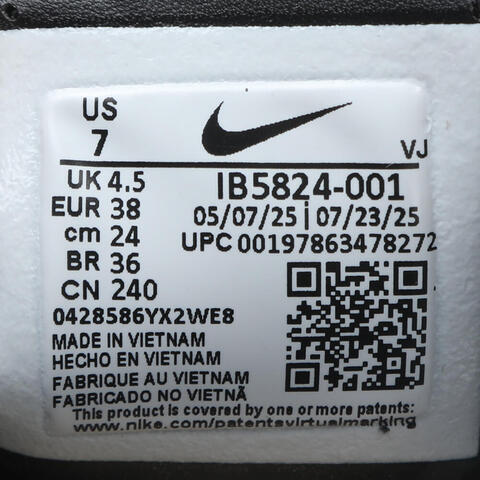 US
7
VJ
UK 4.5
EUR 38
cm 24
BR 36
CN 240
IB5824-001
05/07/25 | 07/23/25
UPC 00197863478272
0428586YX2WE8
MADE IN VIETNAM
HECHO EN VIETNAM
FABRIQUE AU VIETNAM
FABRICADO NO VIETNÃ
This product is covered by one or more patents:
www.nike.com/patentsvirtualmarking